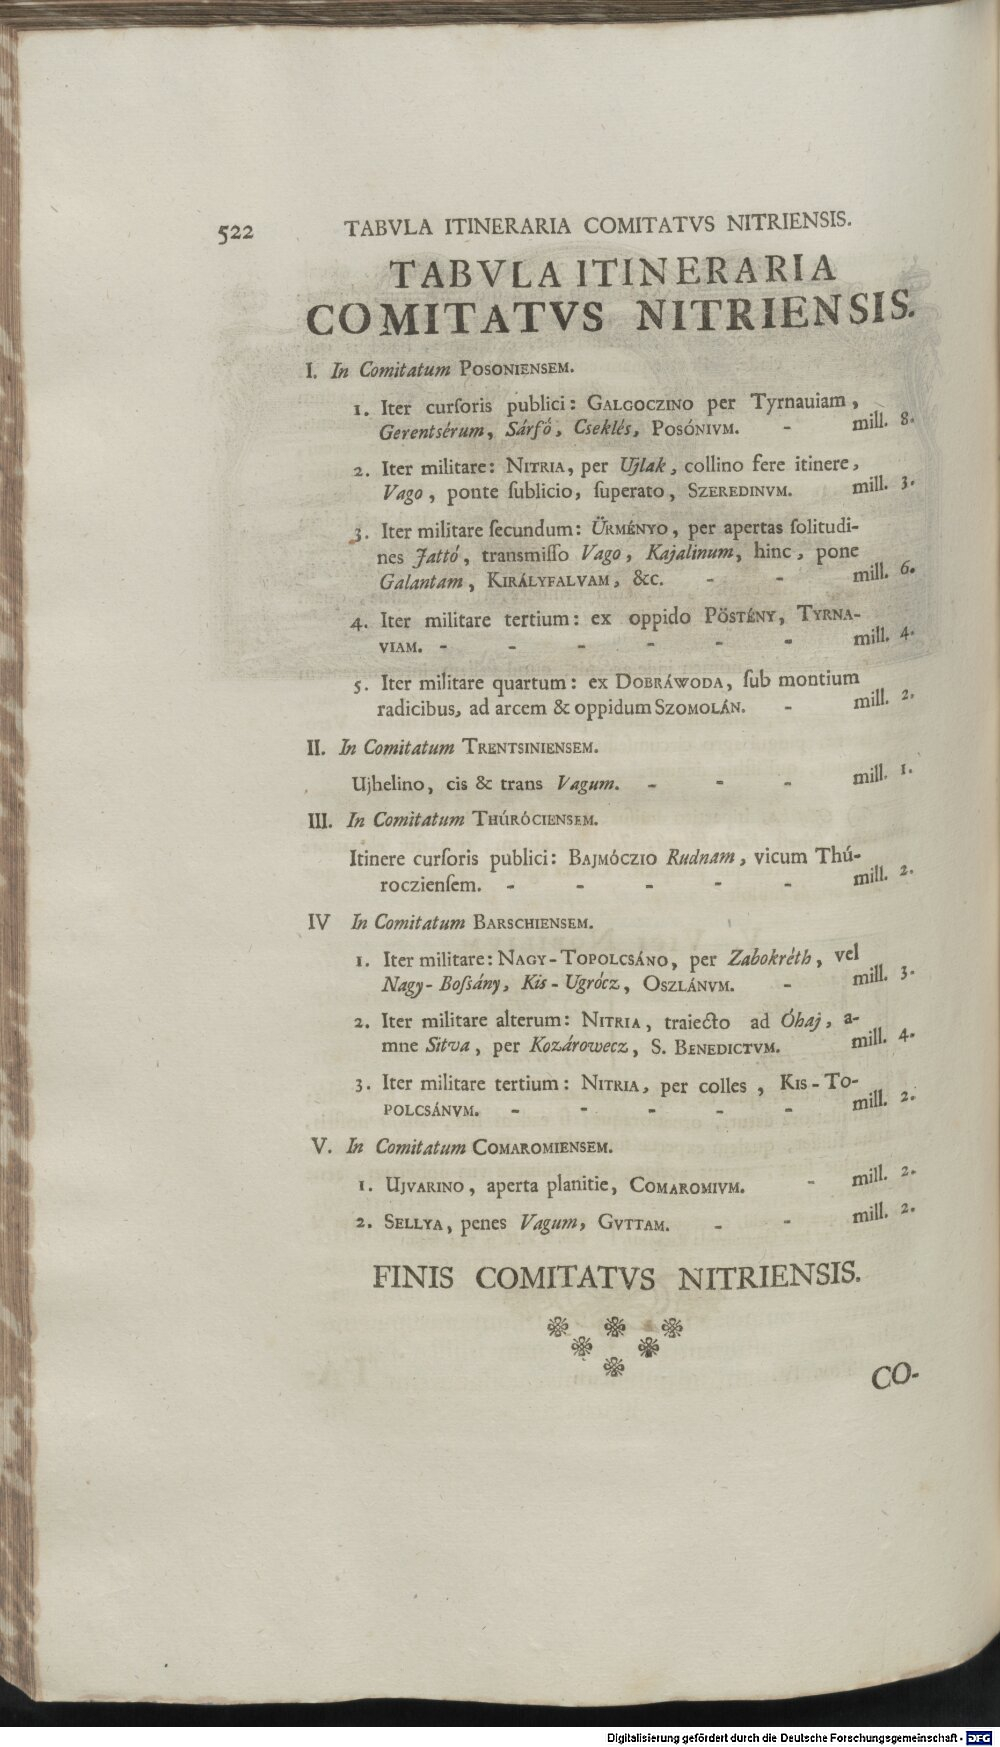 522 TABVLA ITINERARIA COMITATVS NITRIENSIS.
TABVLA ITINERARIA
COMITATVS NITRIENSIS.
I. In Comitatum POSONIENSEM.
1. Iter curſoris publici: GALGOCZINO per Tyrnauiam,
Gerentsérum, Sárfő, Cseklés, POSÓNIVM. - mill. 8.
2. Iter militare: NITRIA, per Ujlak, collino fere itinere,
Vago, ponte ſublicio, ſuperato, SZEREDINVM. mill. 3.
3. Iter militare ſecundum: ÜRMÉNYO, per apertas ſolitudi-
nes Jattó, transmiſſo Vago, Kajalinum, hinc, pone
Galantam, KIRÁLYFALVAM, &c. - - mill. 6.
4. Iter militare tertium: ex oppido PÖSTÉNY, TYRNA-
VIAM. - - - - - - mill. 4.
5. Iter militare quartum: ex DOBRÁWODA, ſub montium
radicibus, ad arcem & oppidum SZOMOLÁN. - mill. 2.
II. In Comitatum TRENTSINIENSEM.
Ujhelino, cis & trans Vagum. - - - mill. 1.
III. In Comitatum THÚRÓCIENSEM.
Itinere curſoris publici: BAJMÓCZIO Rudnam, vicum Thú-
roczienſem. - - - - - mill. 2.
IV In Comitatum BARSCHIENSEM.
1. Iter militare: NAGY-TOPOLCSÁNO, per Zabokréth, vel
Nagy-Boſsány, Kis-Ugrócz, OSZLÁNVM. - mill. 3.
2. Iter militare alterum: NITRIA, traiecto ad Óhaj, a-
mne Sitva, per Kozárowecz, S. BENEDICTVM. mill. 4.
3. Iter militare tertium: NITRIA, per colles, KIS-TO-
POLCSÁNVM. - - - - - mill. 2.
V. In Comitatum COMAROMIENSEM.
1. UJVARINO, aperta planitie, COMAROMIVM. - mill. 2.
2. SELLYA, penes Vagum, GVTTAM. - - mill. 2.
FINIS COMITATVS NITRIENSIS.
CO-
Digitalisierung gefördert durch die Deutsche Forschungsgemeinschaft - DFG